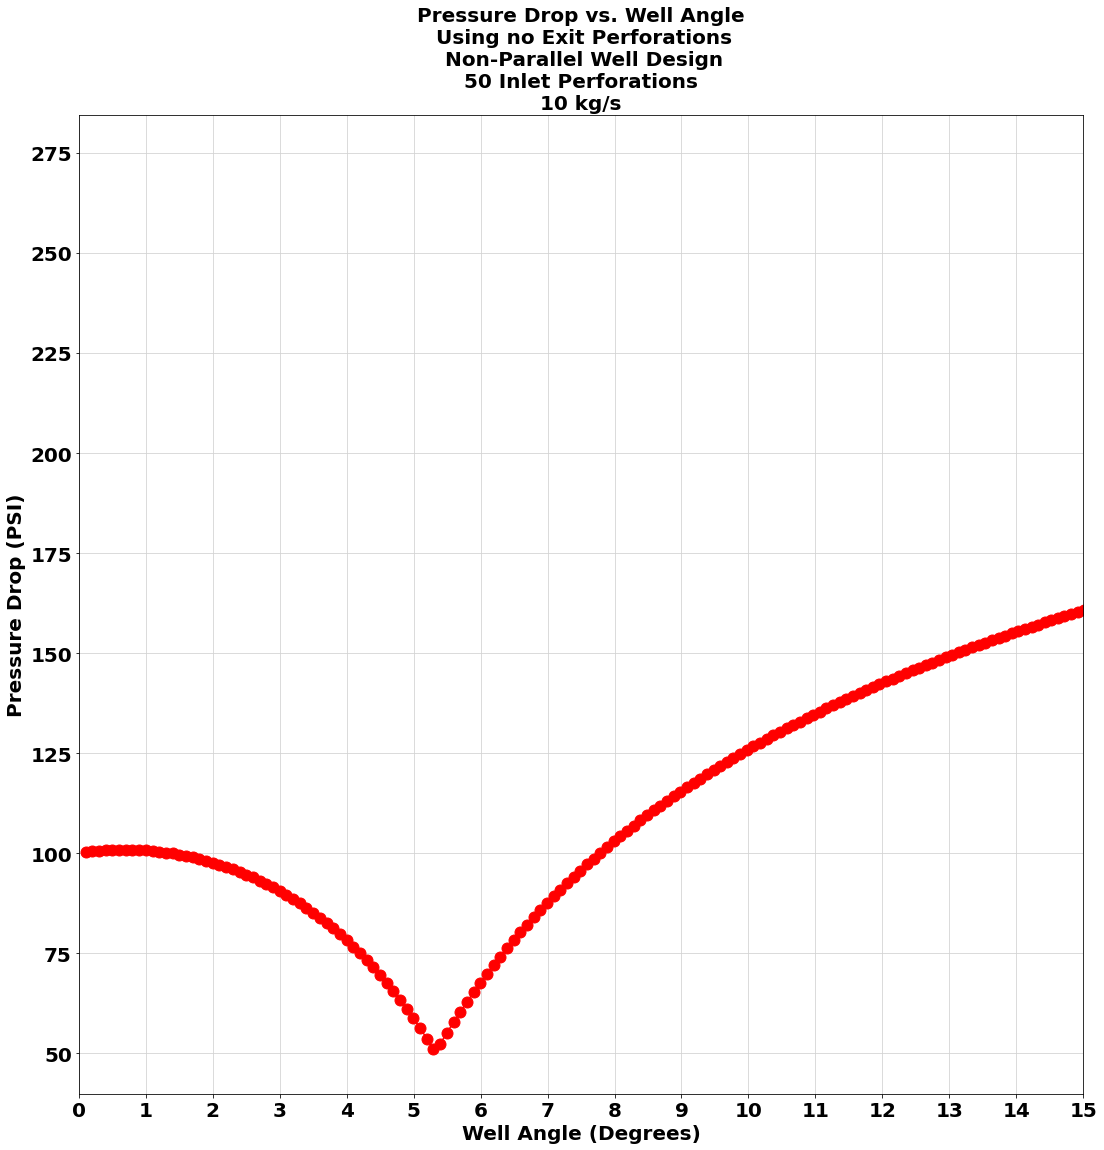 Pressure Drop vs. Well Angle
Using no Exit Perforations
Non-Parallel Well Design
50 Inlet Perforations
10 kg/s
275
250
225
200
175
150
125
100
75
50
Pressure Drop (PSI)
0 1 2 3 4 5 6 7 8 9 10 11 12 13 14 15
Well Angle (Degrees)